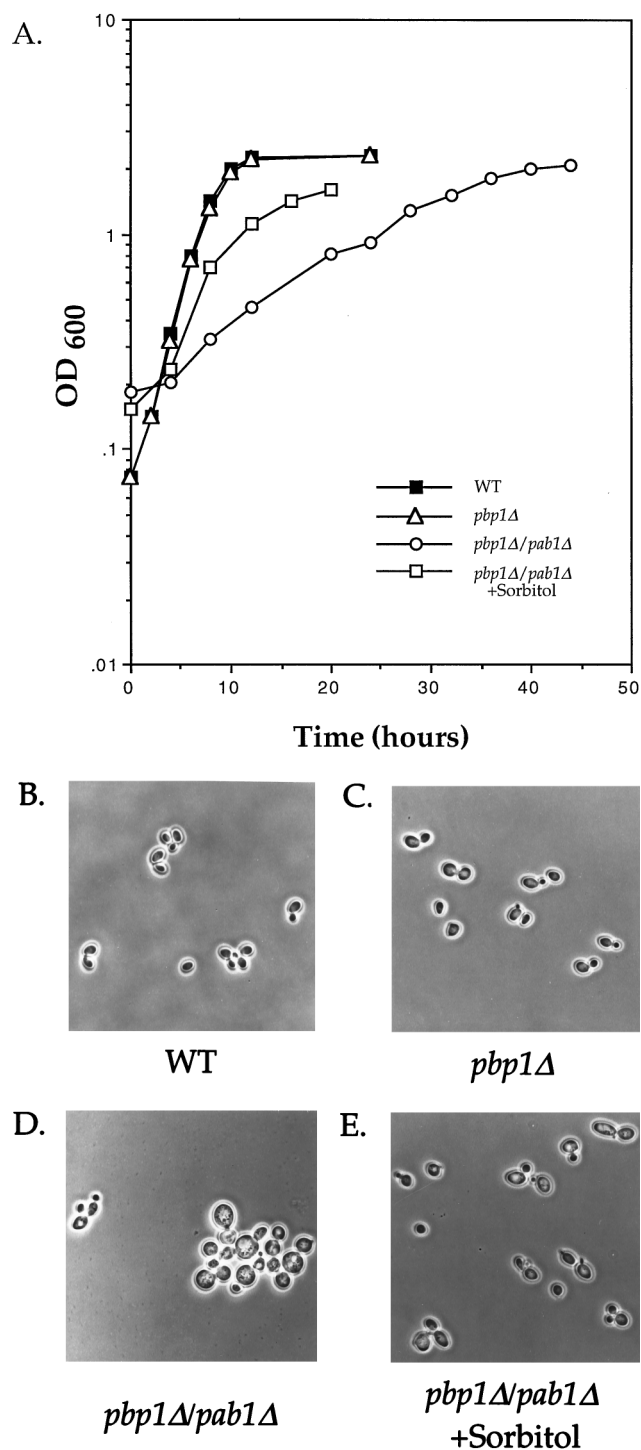 A.
10
1
.1
.01
OD 600
0
10
20
30
40
50
Time (hours)
WT
pbp1Δ
pbp1Δ/pab1Δ
pbp1Δ/pab1Δ
+Sorbitol
B.
C.
WT
pbp1Δ
D.
E.
pbp1Δ/pab1Δ
pbp1Δ/pab1Δ
+Sorbitol